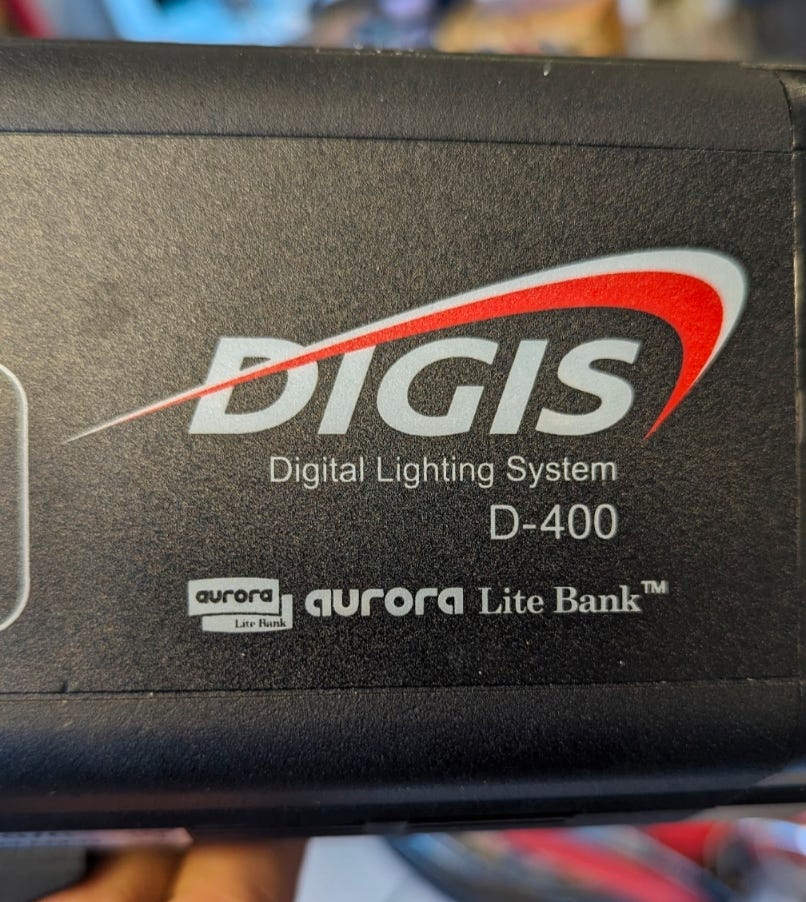 DIGIS
Digital Lighting System
D-400
aurora Lite Bank aurora Lite Bank™